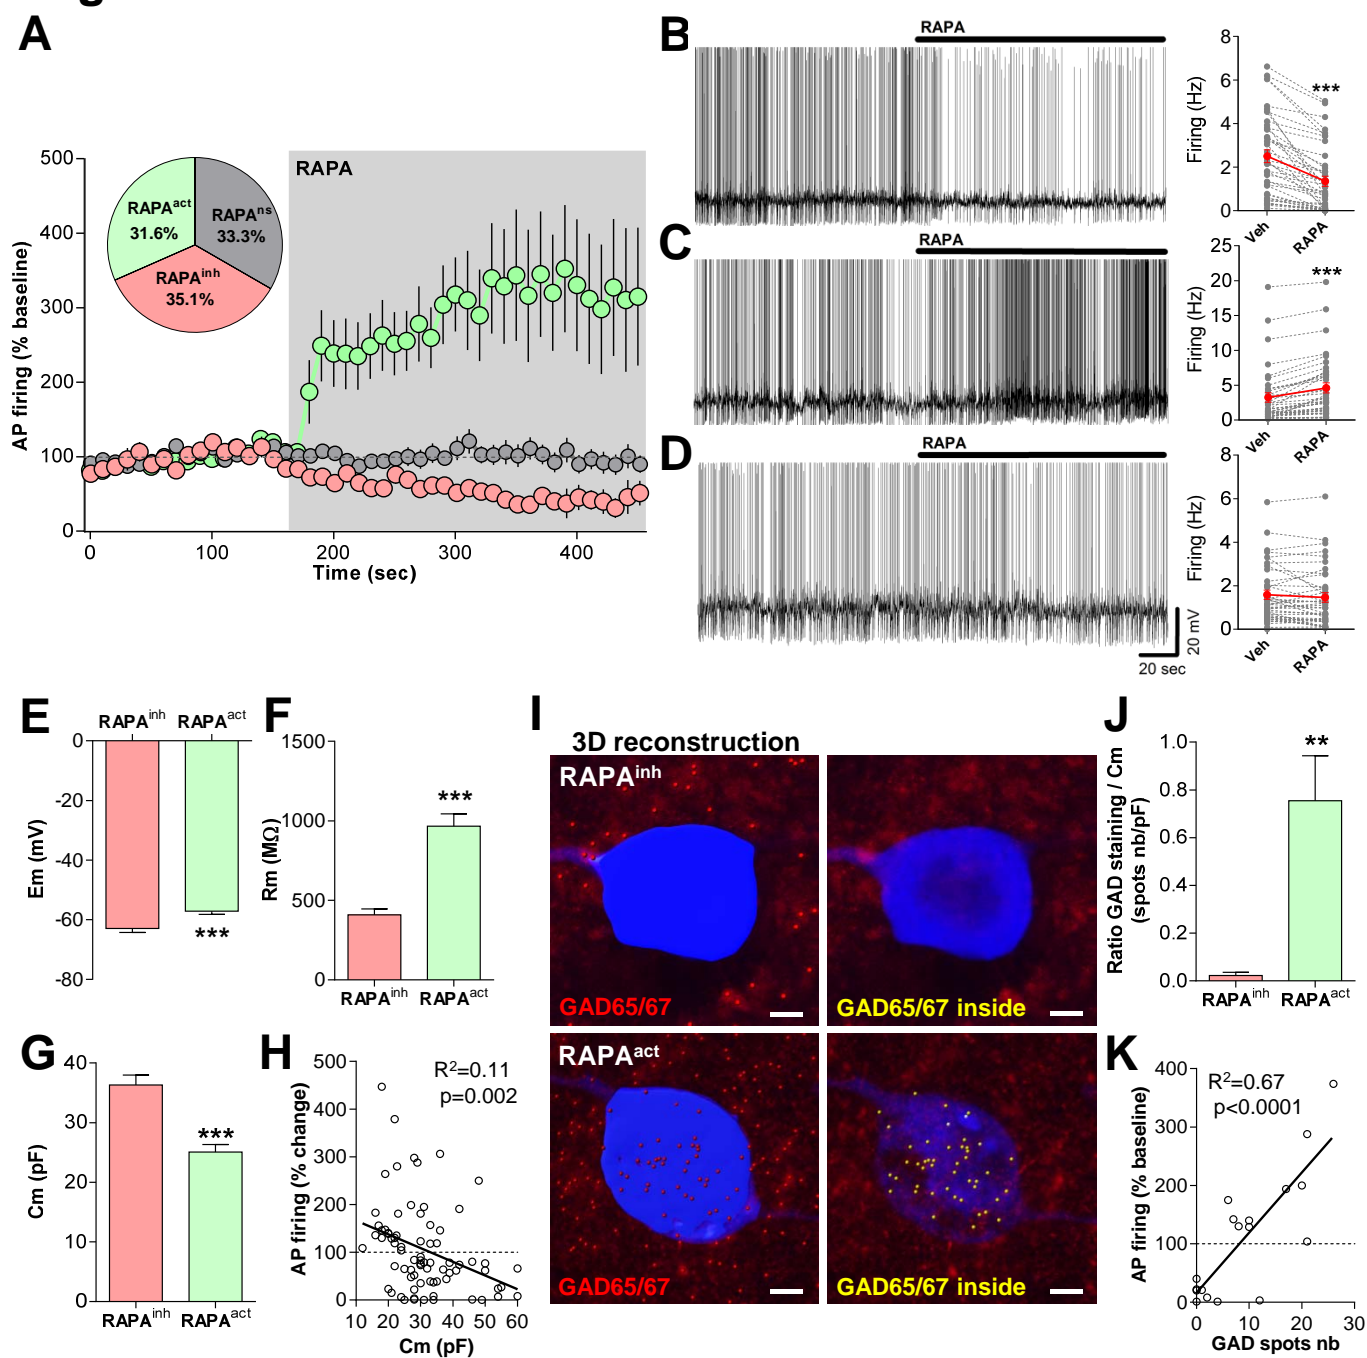 A
500
400
300
200
100
0
AP firing (% baseline)
RAPA
RAPAact
31.6%
RAPAns
33.3%
RAPAinh
35.1%
0
100
200
300
400
Time (sec)
B
RAPA
8
6
4
2
0
Firing (Hz)
***
Veh
RAPA
C
RAPA
25
20
15
10
5
0
Firing (Hz)
***
Veh
RAPA
D
RAPA
20 mV
20 sec
8
6
4
2
0
Firing (Hz)
Veh
RAPA
E
RAPAinh
RAPAact
0
-20
-40
-60
-80
Em (mV)
***
F
1500
1000
500
0
Rm (MΩ)
***
RAPAinh
RAPAact
G
40
30
20
10
0
Cm (pF)
***
RAPAinh
RAPAact
H
500
400
300
200
100
0
AP firing (% change)
R2=0.11
p=0.002
10
20
30
40
50
60
Cm (pF)
I
3D reconstruction
RAPAinh
GAD65/67
GAD65/67 inside
RAPAact
GAD65/67
GAD65/67 inside
J
1.0
0.8
0.6
0.4
0.2
0.0
Ratio GAD staining / Cm
(spots nb/pF)
**
RAPAinh
RAPAact
K
400
300
200
100
0
AP firing (% baseline)
R2=0.67
p<0.0001
0
10
20
30
GAD spots nb